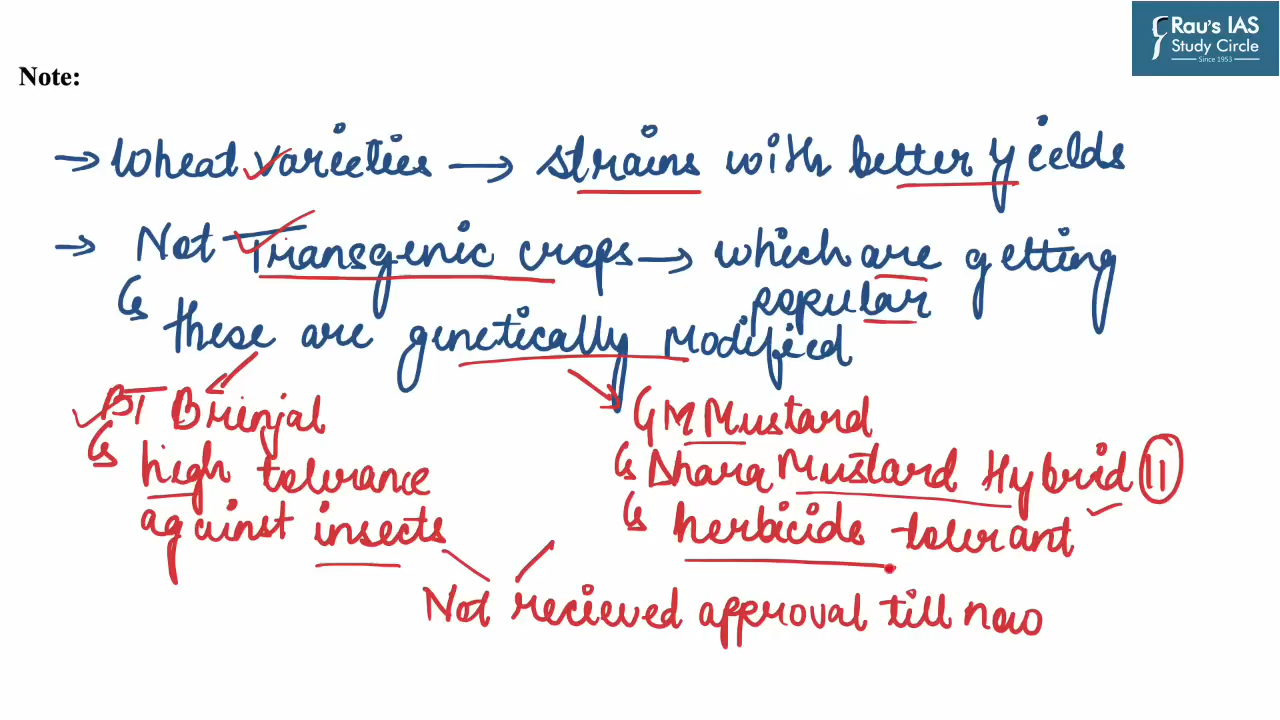 Rau's IAS
Study Circle
Since 1953
Note:
→ Wheat varieties → strains with better yields
→ Not Transgenic crops → which are getting
popular
↳ these are genetically modified
BT Brinjal
↳ high tolerance
against insects
GM Mustard
↳ Dhara Mustard Hybrid 11
↳ herbicide tolerant
Not recieved approval till now